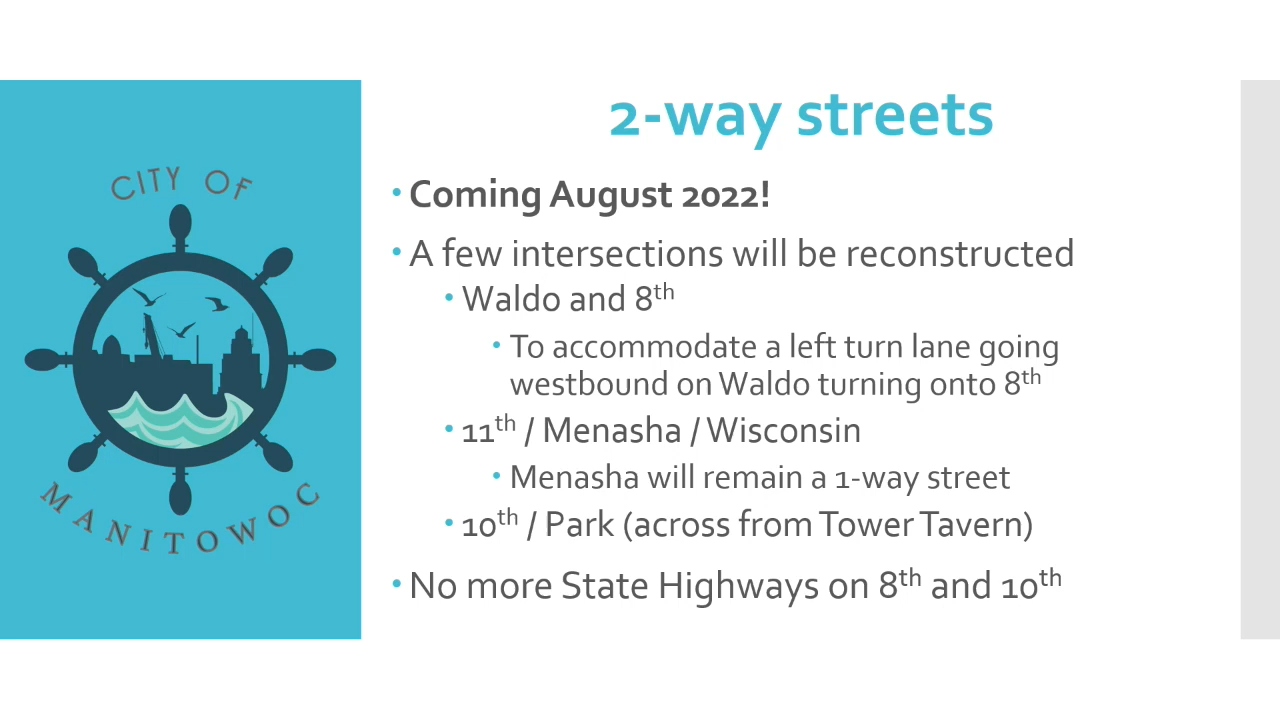 CITY OF
MANITOWOC
2-way streets
• Coming August 2022!
• A few intersections will be reconstructed
• Waldo and 8th
• To accommodate a left turn lane going
westbound on Waldo turning onto 8th
• 11th / Menasha / Wisconsin
• Menasha will remain a 1-way street
• 10th / Park (across from Tower Tavern)
• No more State Highways on 8th and 10th